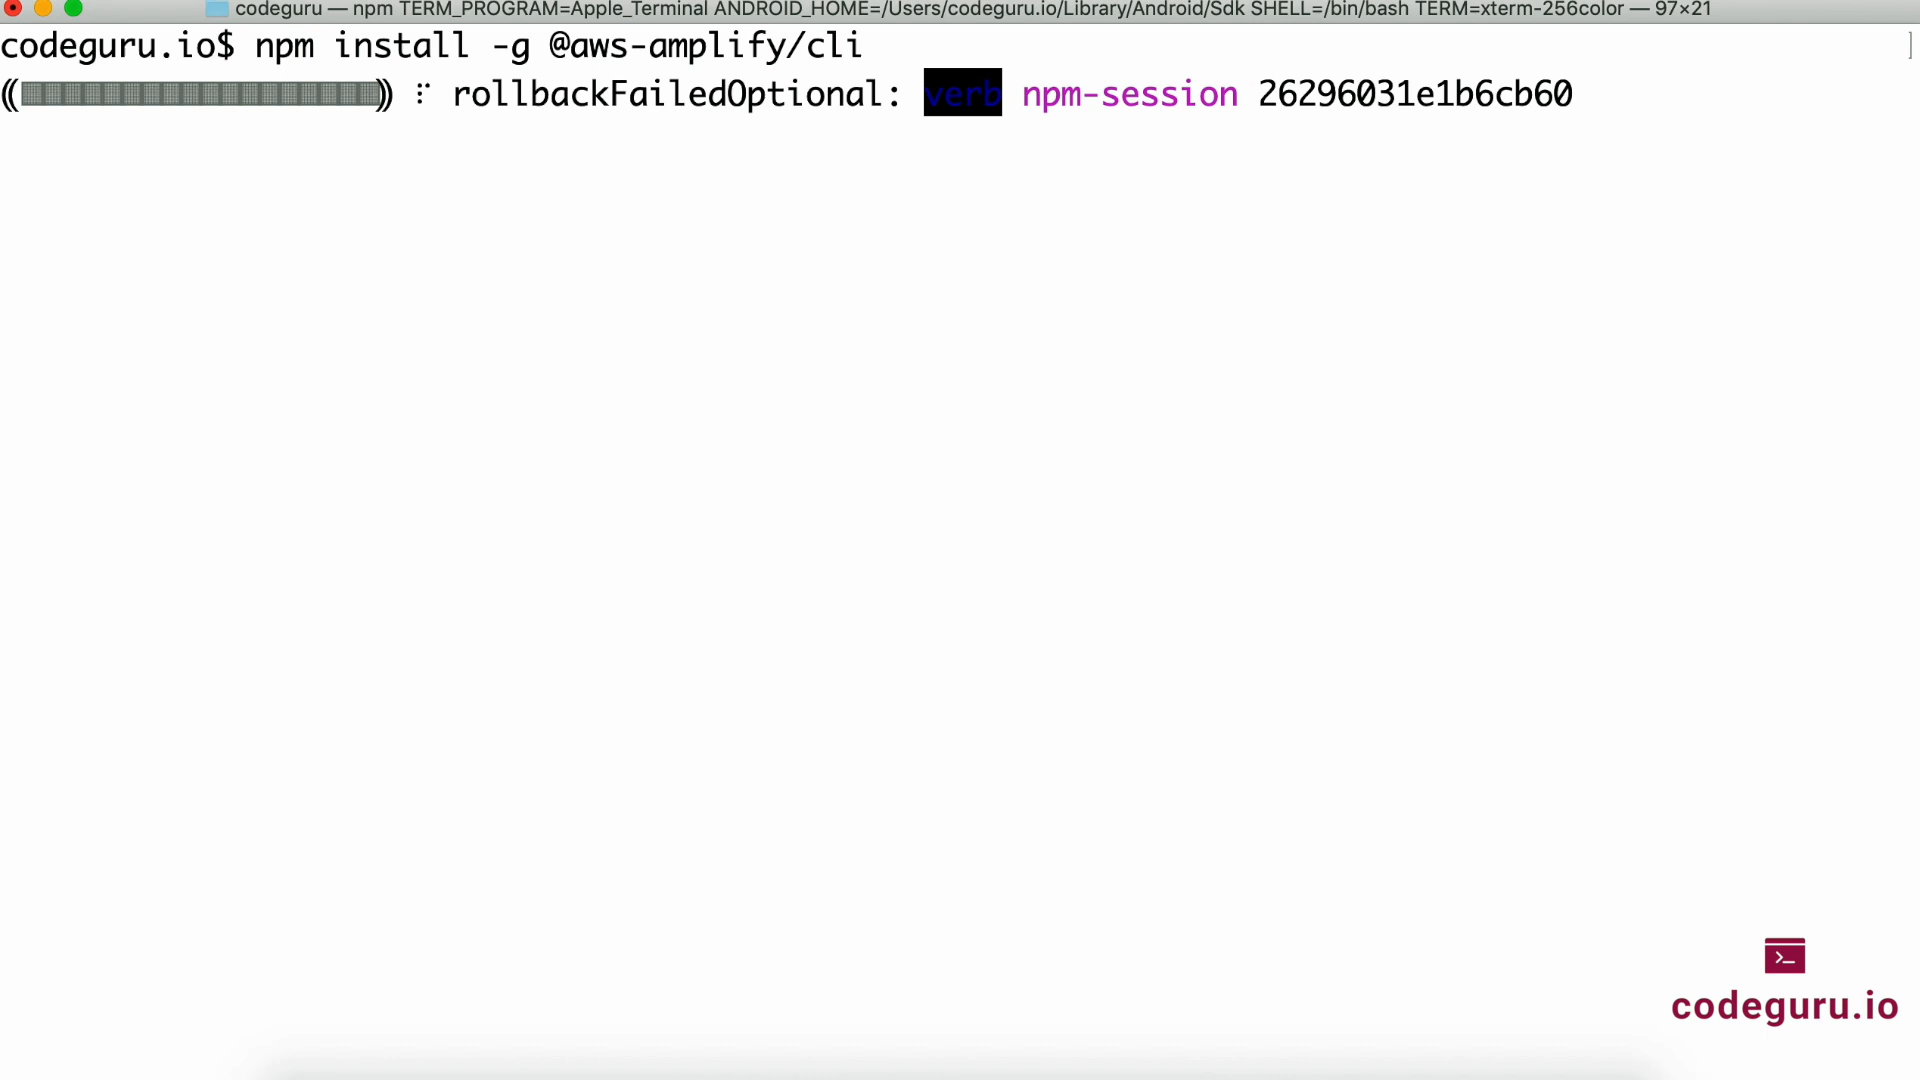 codeguru — npm TERM_PROGRAM=Apple_Terminal ANDROID_HOME=/Users/codeguru.io/Library/Android/Sdk SHELL=/bin/bash TERM=xterm-256color — 97×21
codeguru.io$ npm install -g @aws-amplify/cli
rollbackFailedOptional: verb npm-session 26296031e1b6cb60
>_
codeguru.io